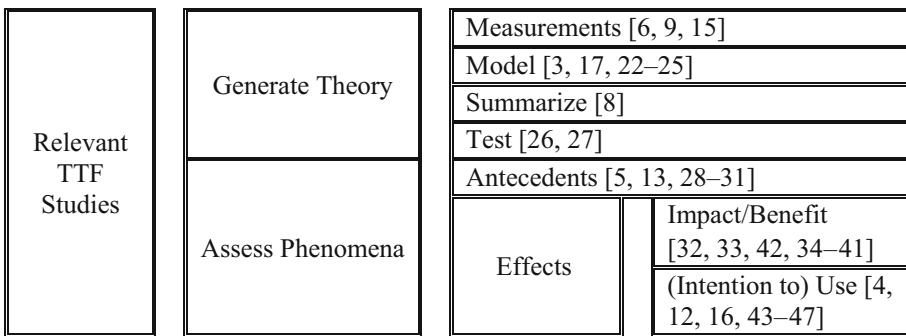 Relevant
TTF
Studies
Generate Theory
Measurements [6, 9, 15]
Model [3, 17, 22–25]
Summarize [8]
Test [26, 27]
Assess Phenomena
Antecedents [5, 13, 28–31]
Effects
Impact/Benefit
[32, 33, 42, 34–41]
(Intention to) Use [4,
12, 16, 43–47]